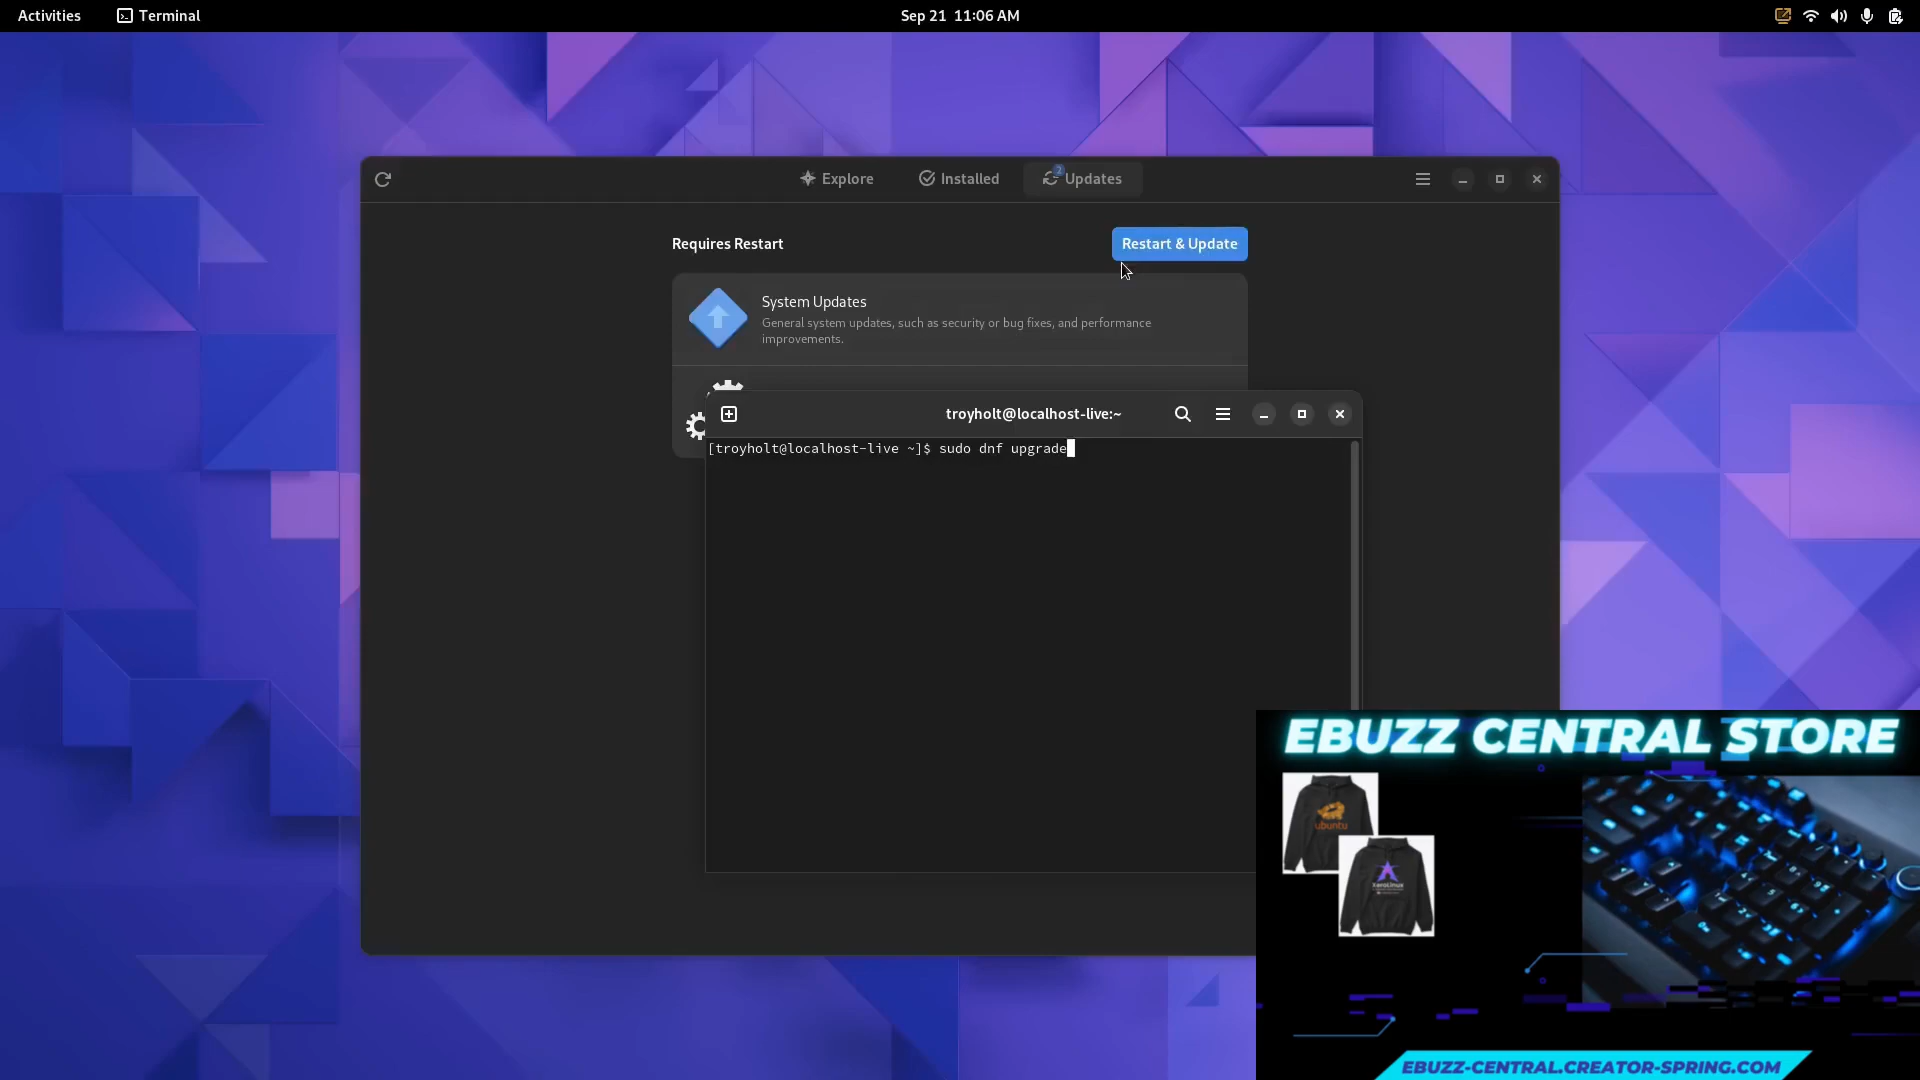 Activities
Terminal
Sep 21 11:06 AM
Explore
Installed
2
Updates
Requires Restart
Restart & Update
System Updates
General system updates, such as security or bug fixes, and performance
improvements.
troyholt@localhost-live:~
[troyholt@localhost-live ~]$ sudo dnf upgrade
EBUZZ CENTRAL STORE
ubuntu
XeroLinux
EBUZZ-CENTRAL.CREATOR-SPRING.COM